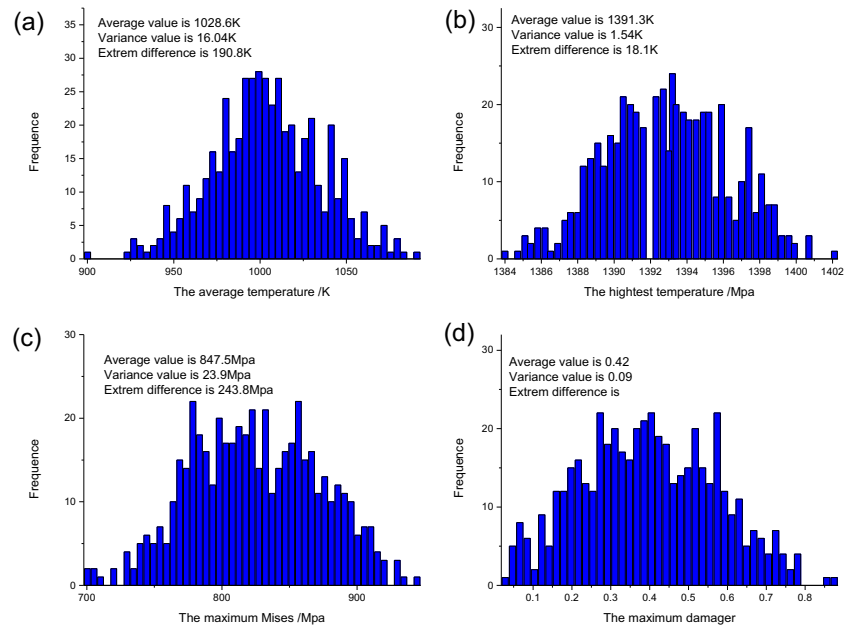 (a)
Average value is 1028.6K
Variance value is 16.04K
Extrem difference is 190.8K
35
30
25
20
15
10
5
0
Frequence
900 950 1000 1050
The average temperature /K
(b)
Average value is 1391.3K
Variance value is 1.54K
Extrem difference is 18.1K
30
20
10
0
Frequence
1384 1386 1388 1390 1392 1394 1396 1398 1400 1402
The hightest temperature /Mpa
(c)
Average value is 847.5Mpa
Variance value is 23.9Mpa
Extrem difference is 243.8Mpa
30
20
10
0
Frequence
700 800 900
The maximum Mises /Mpa
(d)
Average value is 0.42
Variance value is 0.09
Extrem difference is
30
20
10
0
Frequence
0.1 0.2 0.3 0.4 0.5 0.6 0.7 0.8
The maximum damager